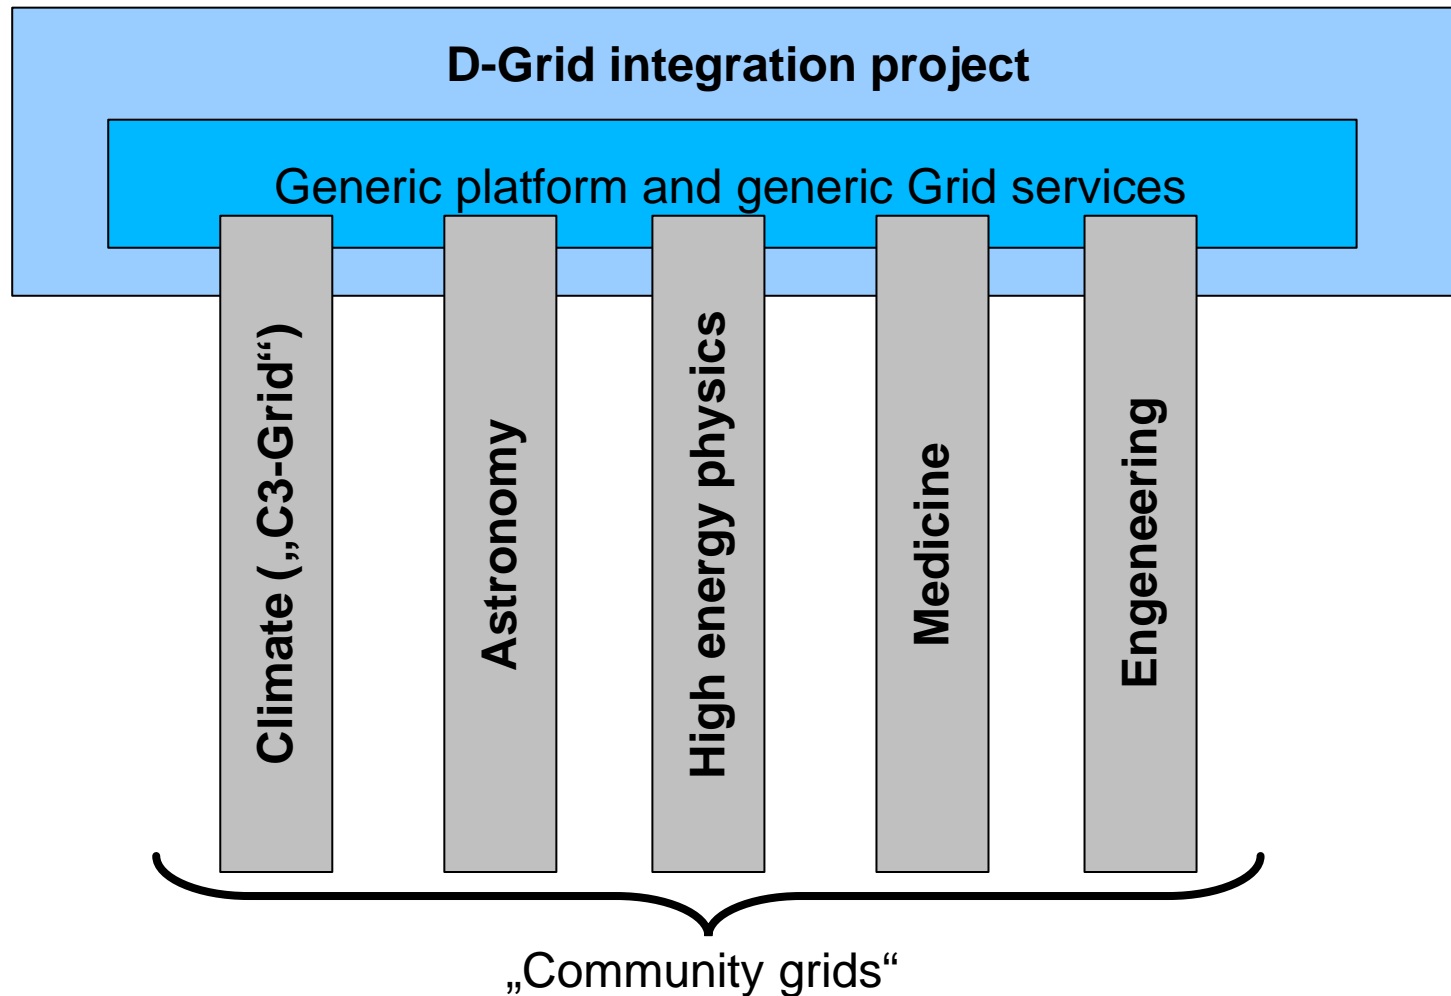 D-Grid integration project
Generic platform and generic Grid services
Climate („C3-Grid“)
Astronomy
High energy physics
Medicine
Engeneering
„Community grids“